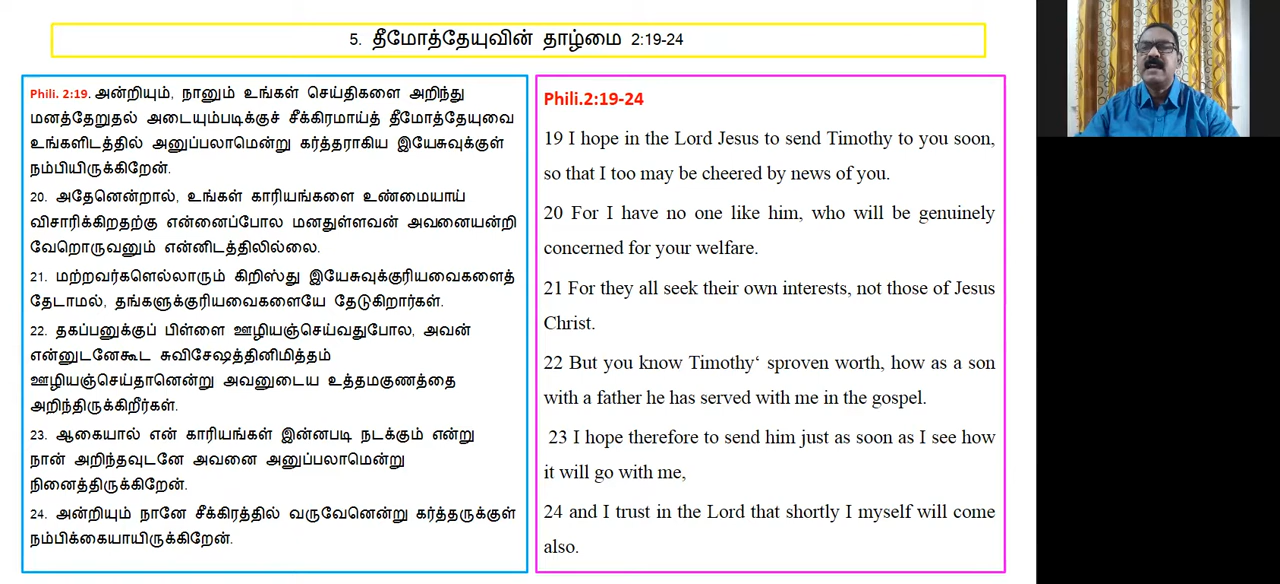 5. தீமோத்தேயுவின் தாழ்மை 2:19-24
Phili. 2:19. அன்றியும், நானும் உங்கள் செய்திகளை அறிந்து
மனத்தேறுதல் அடையும்படிக்குச் சீக்கிரமாய்த் தீமோத்தேயுவை
உங்களிடத்தில் அனுப்பலாமென்று கர்த்தராகிய இயேசுவுக்குள்
நம்பியிருக்கிறேன்.
20. அதேனென்றால், உங்கள் காரியங்களை உண்மையாய்
விசாரிக்கிறதற்கு என்னைப்போல மனதுள்ளவன் அவனையன்றி
வேறொருவனும் என்னிடத்திலில்லை.
21. மற்றவர்களெல்லாரும் கிறிஸ்து இயேசுவுக்குரியவைகளைத்
தேடாமல், தங்களுக்குரியவைகளையே தேடுகிறார்கள்.
22. தகப்பனுக்குப் பிள்ளை ஊழியஞ்செய்வதுபோல, அவன்
என்னுடனேகூட சுவிசேஷத்தினிமித்தம்
ஊழியஞ்செய்தானென்று அவனுடைய உத்தமகுணத்தை
அறிந்திருக்கிறீர்கள்.
23. ஆகையால் என் காரியங்கள் இன்னபடி நடக்கும் என்று
நான் அறிந்தவுடனே அவனை அனுப்பலாமென்று
நினைத்திருக்கிறேன்.
24. அன்றியும் நானே சீக்கிரத்தில் வருவேனென்று கர்த்தருக்குள்
நம்பிக்கையாயிருக்கிறேன்.
Phili.2:19-24
19 I hope in the Lord Jesus to send Timothy to you soon,
so that I too may be cheered by news of you.
20 For I have no one like him, who will be genuinely
concerned for your welfare.
21 For they all seek their own interests, not those of Jesus
Christ.
22 But you know Timothy‘ sproven worth, how as a son
with a father he has served with me in the gospel.
23 I hope therefore to send him just as soon as I see how
it will go with me,
24 and I trust in the Lord that shortly I myself will come
also.